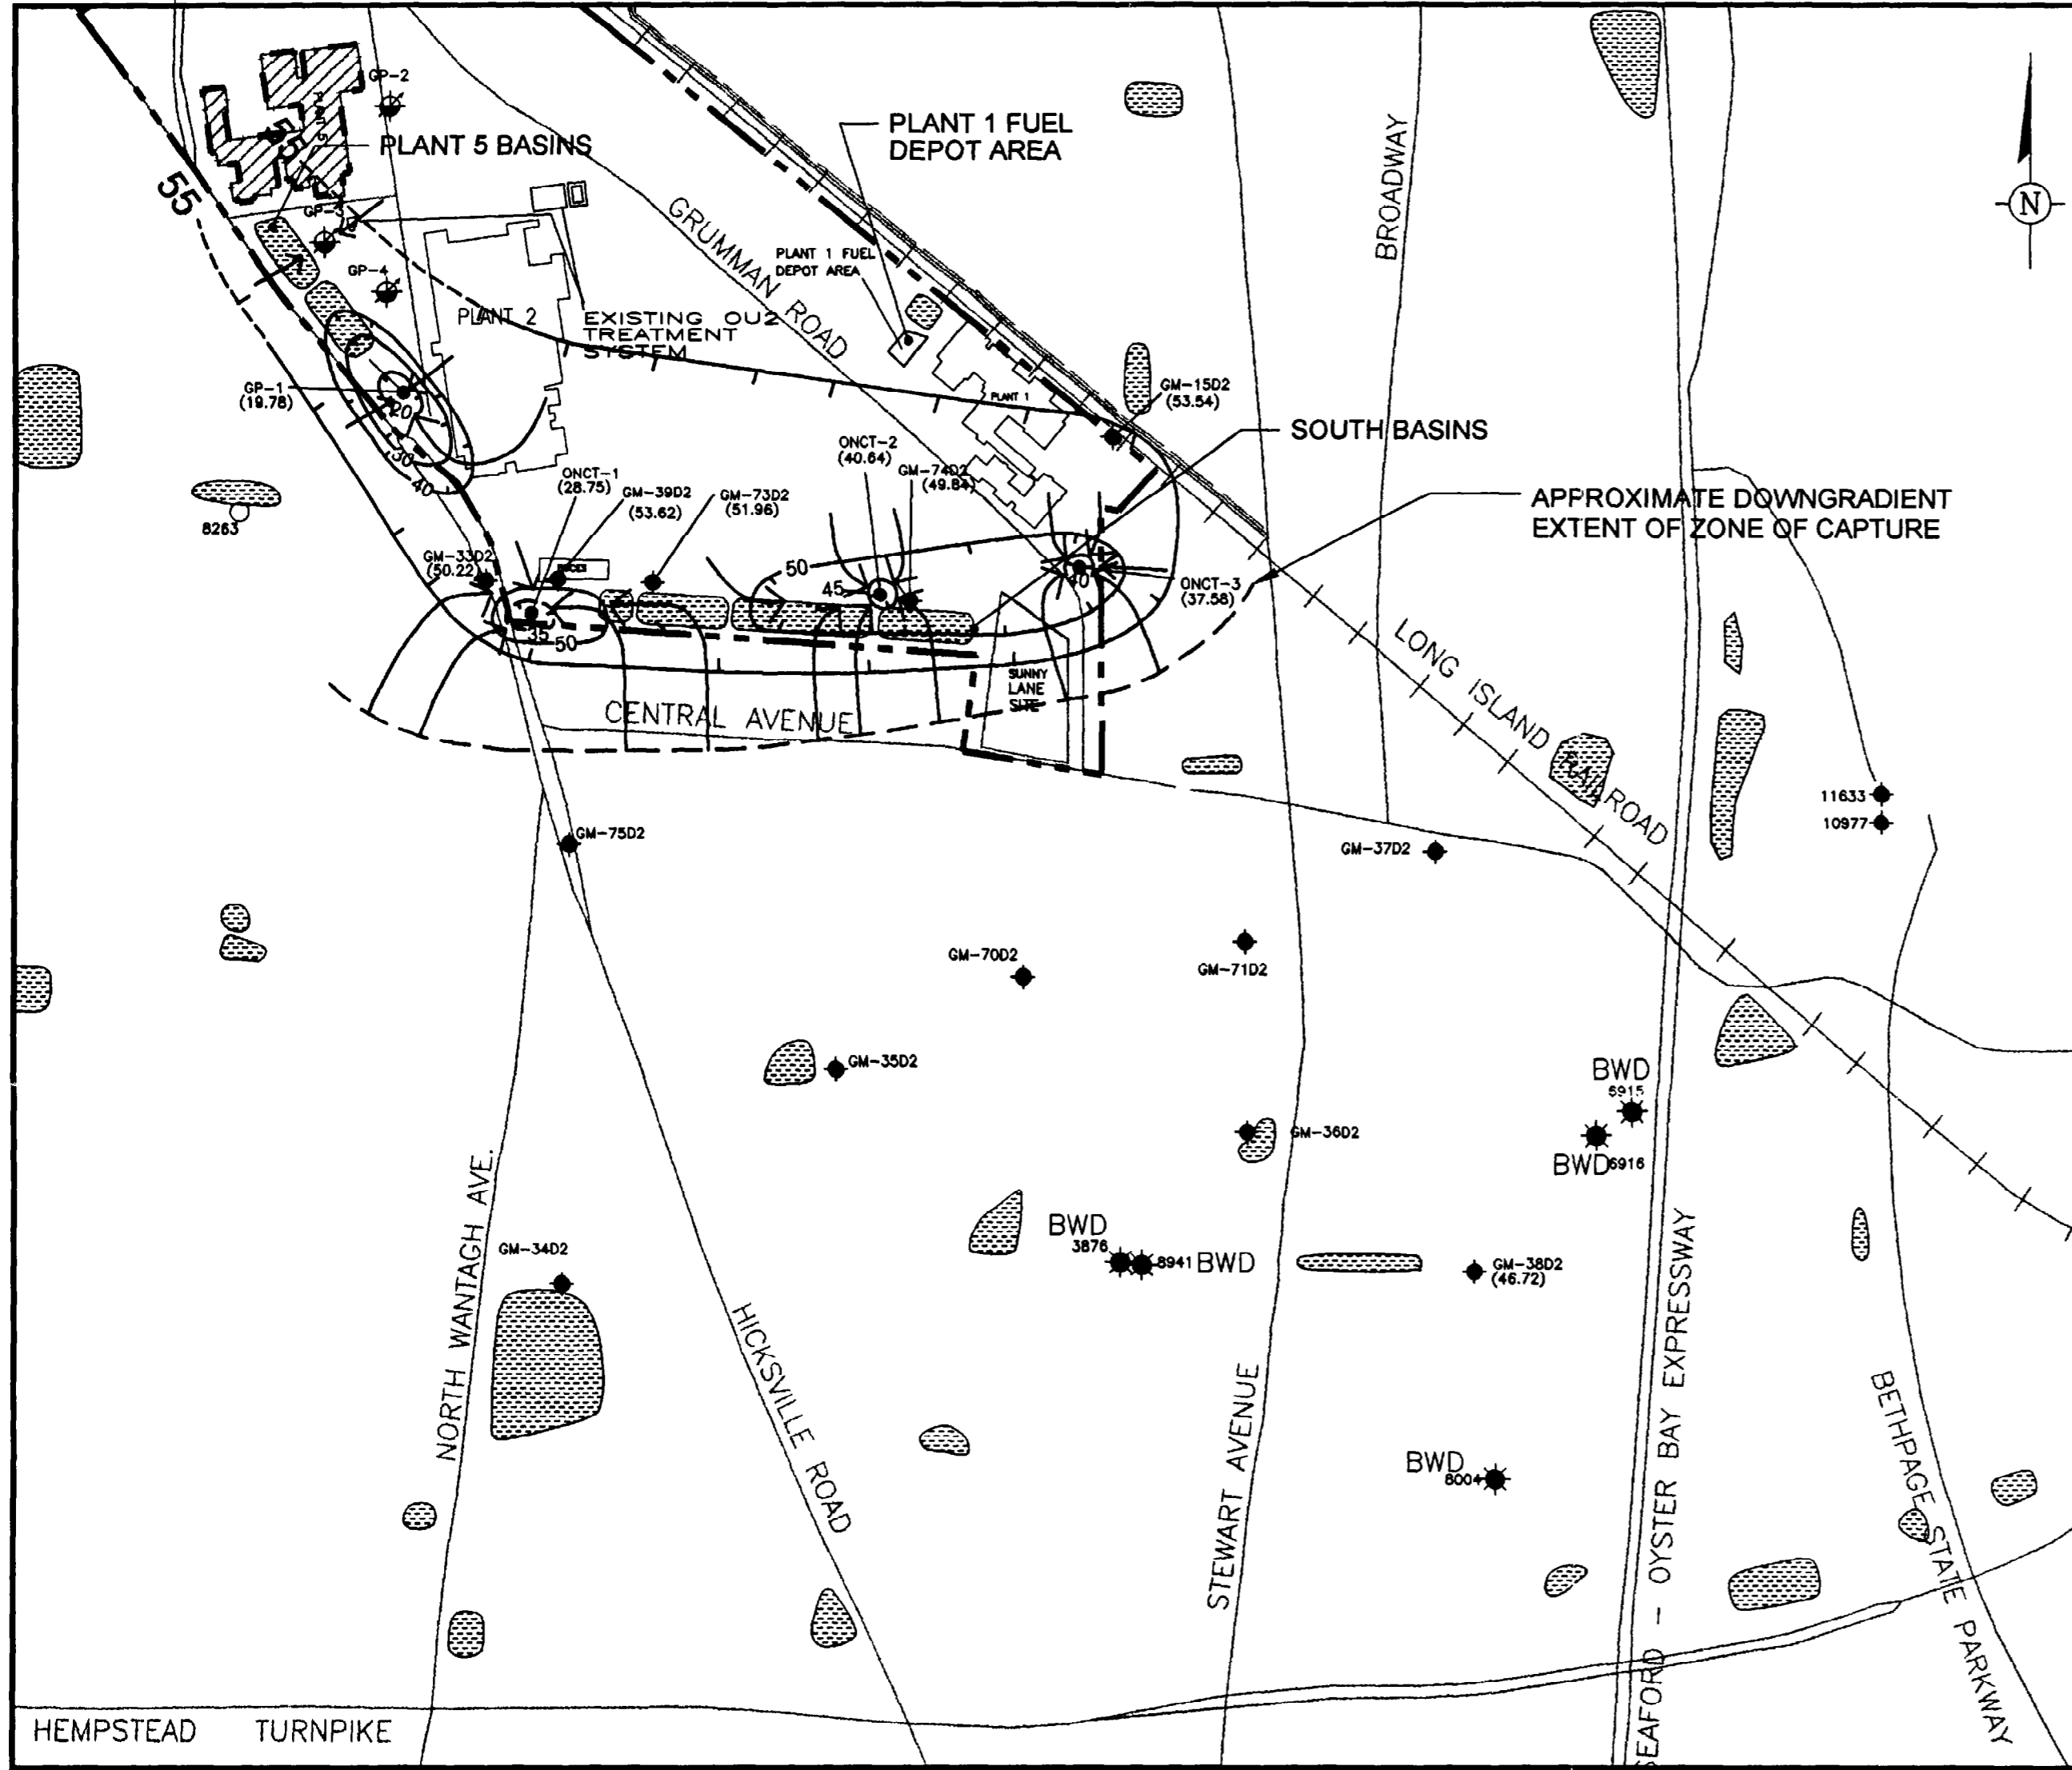 GP-2
PLANT 5 BASINS
PLANT 1 FUEL
DEPOT AREA
BROADWAY
N
55
GP-3
GRUMMAN ROAD
PLANT 1 FUEL
DEPOT AREA
GP-4
PLANT 2
EXISTING OU2
TREATMENT
SYSTEM
GP-1
(19.78)
20
30
40
PLANT 1
GM-15D2
(53.54)
SOUTH BASINS
ONCT-2
(40.64)
GM-74D2
(49.84)
ONCT-1
(28.75)
GM-39D2
(53.62)
GM-73D2
(51.96)
APPROXIMATE DOWNGRADIENT
EXTENT OF ZONE OF CAPTURE
8263
GM-33D2
(50.22)
50
45
40
ONCT-3
(37.58)
35
50
LONG ISLAND RAILROAD
SUNNY
LANE
SITE
CENTRAL AVENUE
11633
10977
GM-75D2
GM-37D2
GM-70D2
GM-71D2
GM-35D2
BWD
6915
GM-36D2
BWD 6916
NORTH WANTAGH AVE.
GM-34D2
BWD
3876
8941 BWD
GM-38D2
(46.72)
HICKSVILLE ROAD
STEWART AVENUE
BWD
8004
SEAFORD - OYSTER BAY EXPRESSWAY
BETHPAGE STATE PARKWAY
HEMPSTEAD TURNPIKE